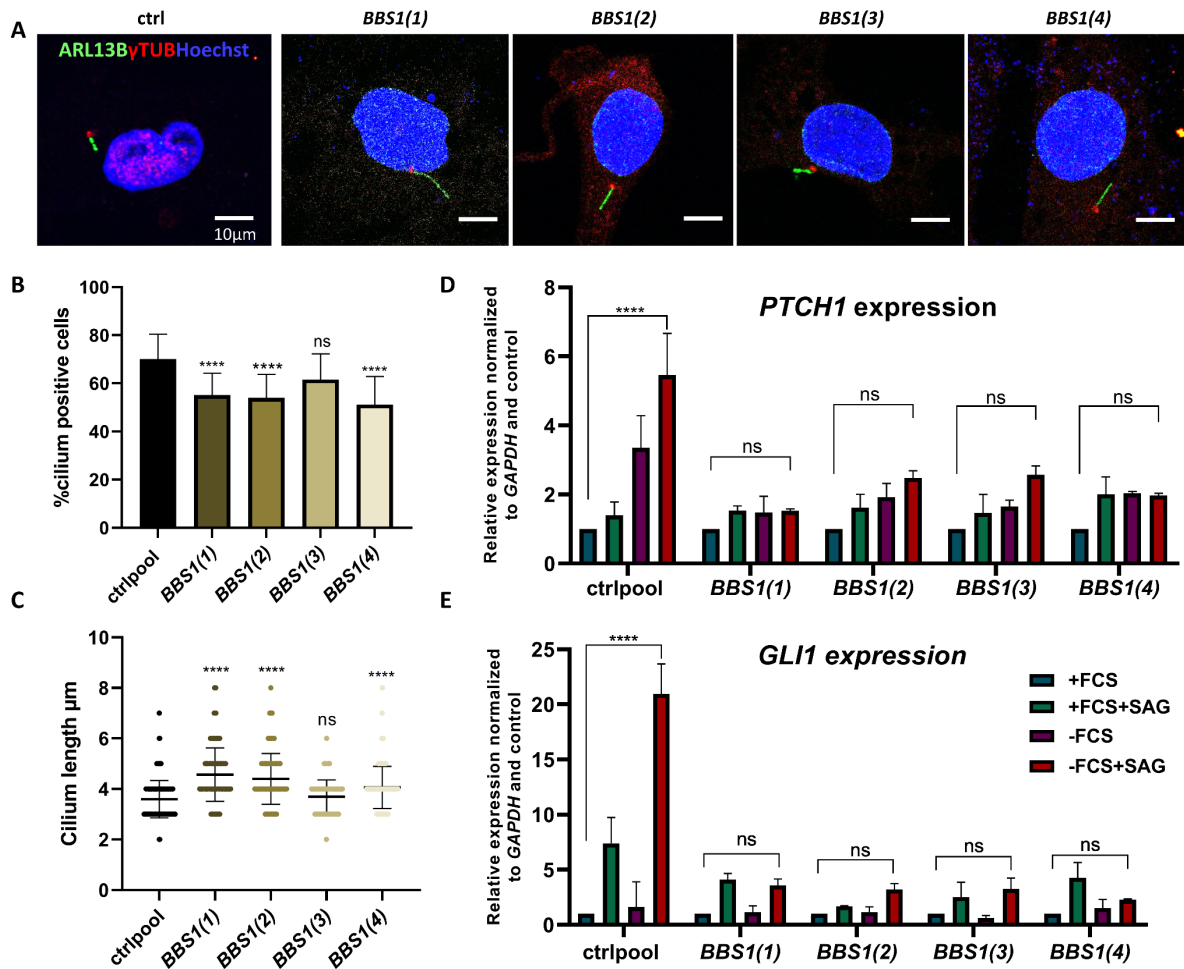 A
ctrl
BBS1(1)
BBS1(2)
BBS1(3)
BBS1(4)
ARL13BγTUBHoechst
10µm
B
%cilium positive cells
100
80
60
40
20
0
****
****
ns
****
ctrlpool
BBS1(1)
BBS1(2)
BBS1(3)
BBS1(4)
C
Cilium length µm
10
8
6
4
2
0
****
****
ns
****
ctrlpool
BBS1(1)
BBS1(2)
BBS1(3)
BBS1(4)
D
PTCH1 expression
Relative expression normalized
to GAPDH and control
8
6
4
2
0
****
ns
ns
ns
ns
ctrlpool
BBS1(1)
BBS1(2)
BBS1(3)
BBS1(4)
E
GLI1 expression
Relative expression normalized
to GAPDH and control
25
20
15
10
5
0
****
ns
ns
ns
ns
+FCS
+FCS+SAG
-FCS
-FCS+SAG
ctrlpool
BBS1(1)
BBS1(2)
BBS1(3)
BBS1(4)